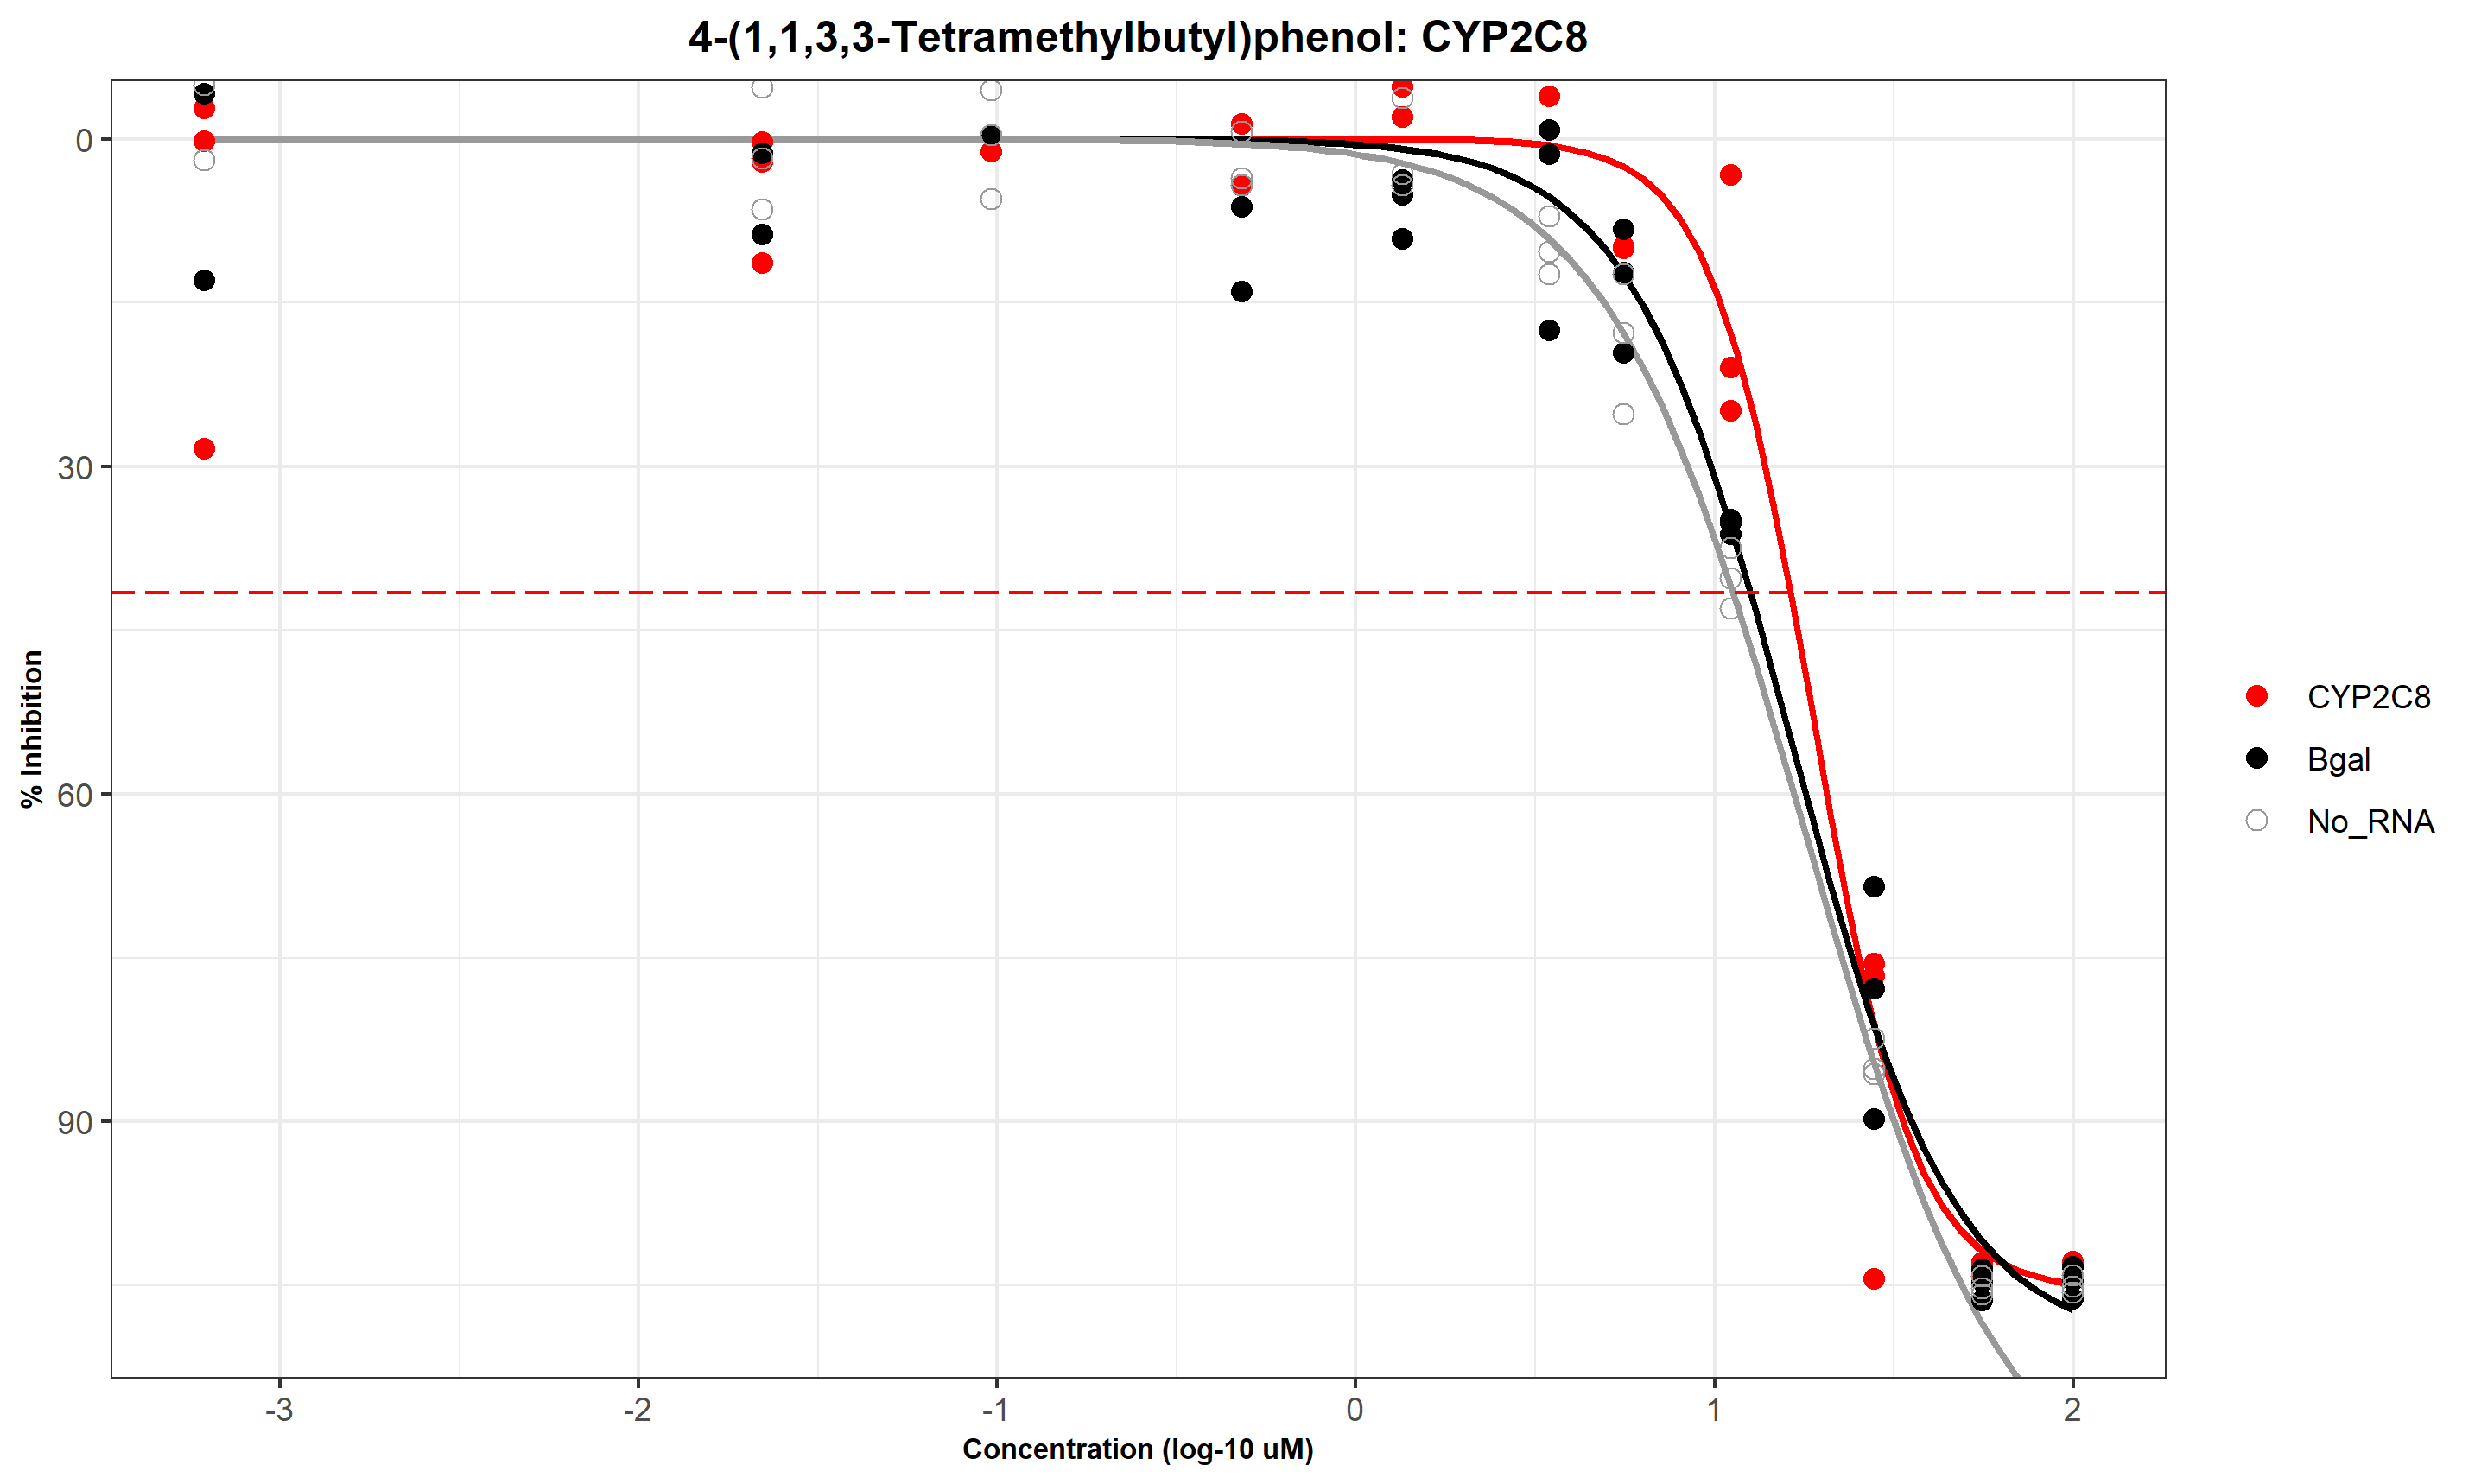 4-(1,1,3,3-Tetramethylbutyl)phenol: CYP2C8
0
30
60
90
% Inhibition
-3
-2
-1
0
1
2
Concentration (log-10 uM)
CYP2C8
Bgal
No_RNA